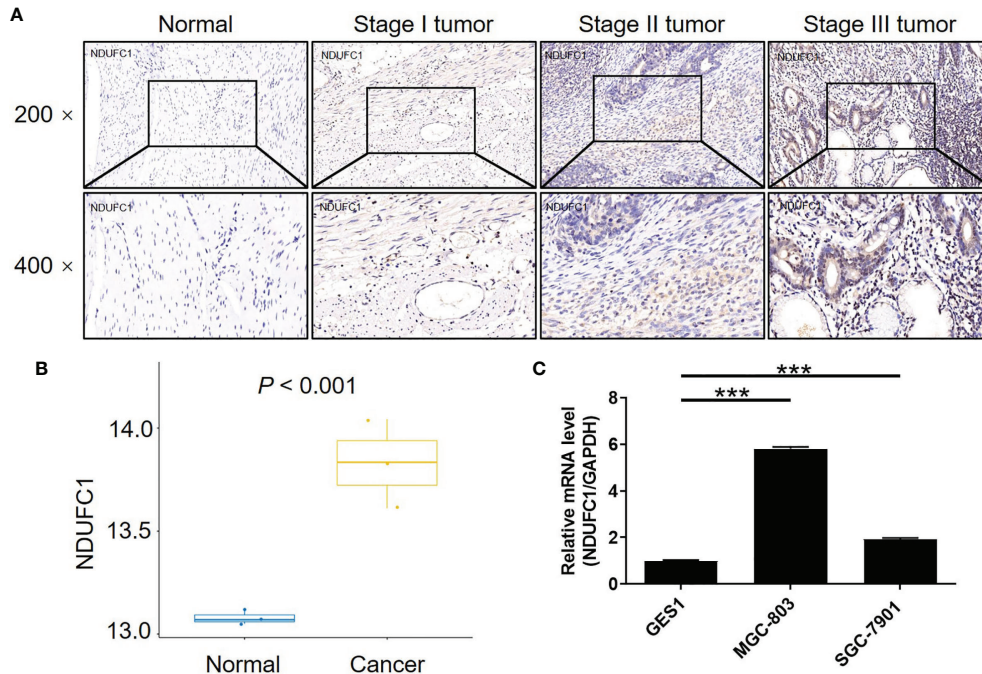 A
Normal
Stage I tumor
Stage II tumor
Stage III tumor
200 ×
NDUFC1
NDUFC1
NDUFC1
NDUFC1
400 ×
NDUFC1
NDUFC1
NDUFC1
NDUFC1
B
P < 0.001
NDUFC1
14.0
13.5
13.0
Normal
Cancer
C
***
***
Relative mRNA level
(NDUFC1/GAPDH)
8
6
4
2
0
GES1
MGC-803
SGC-7901